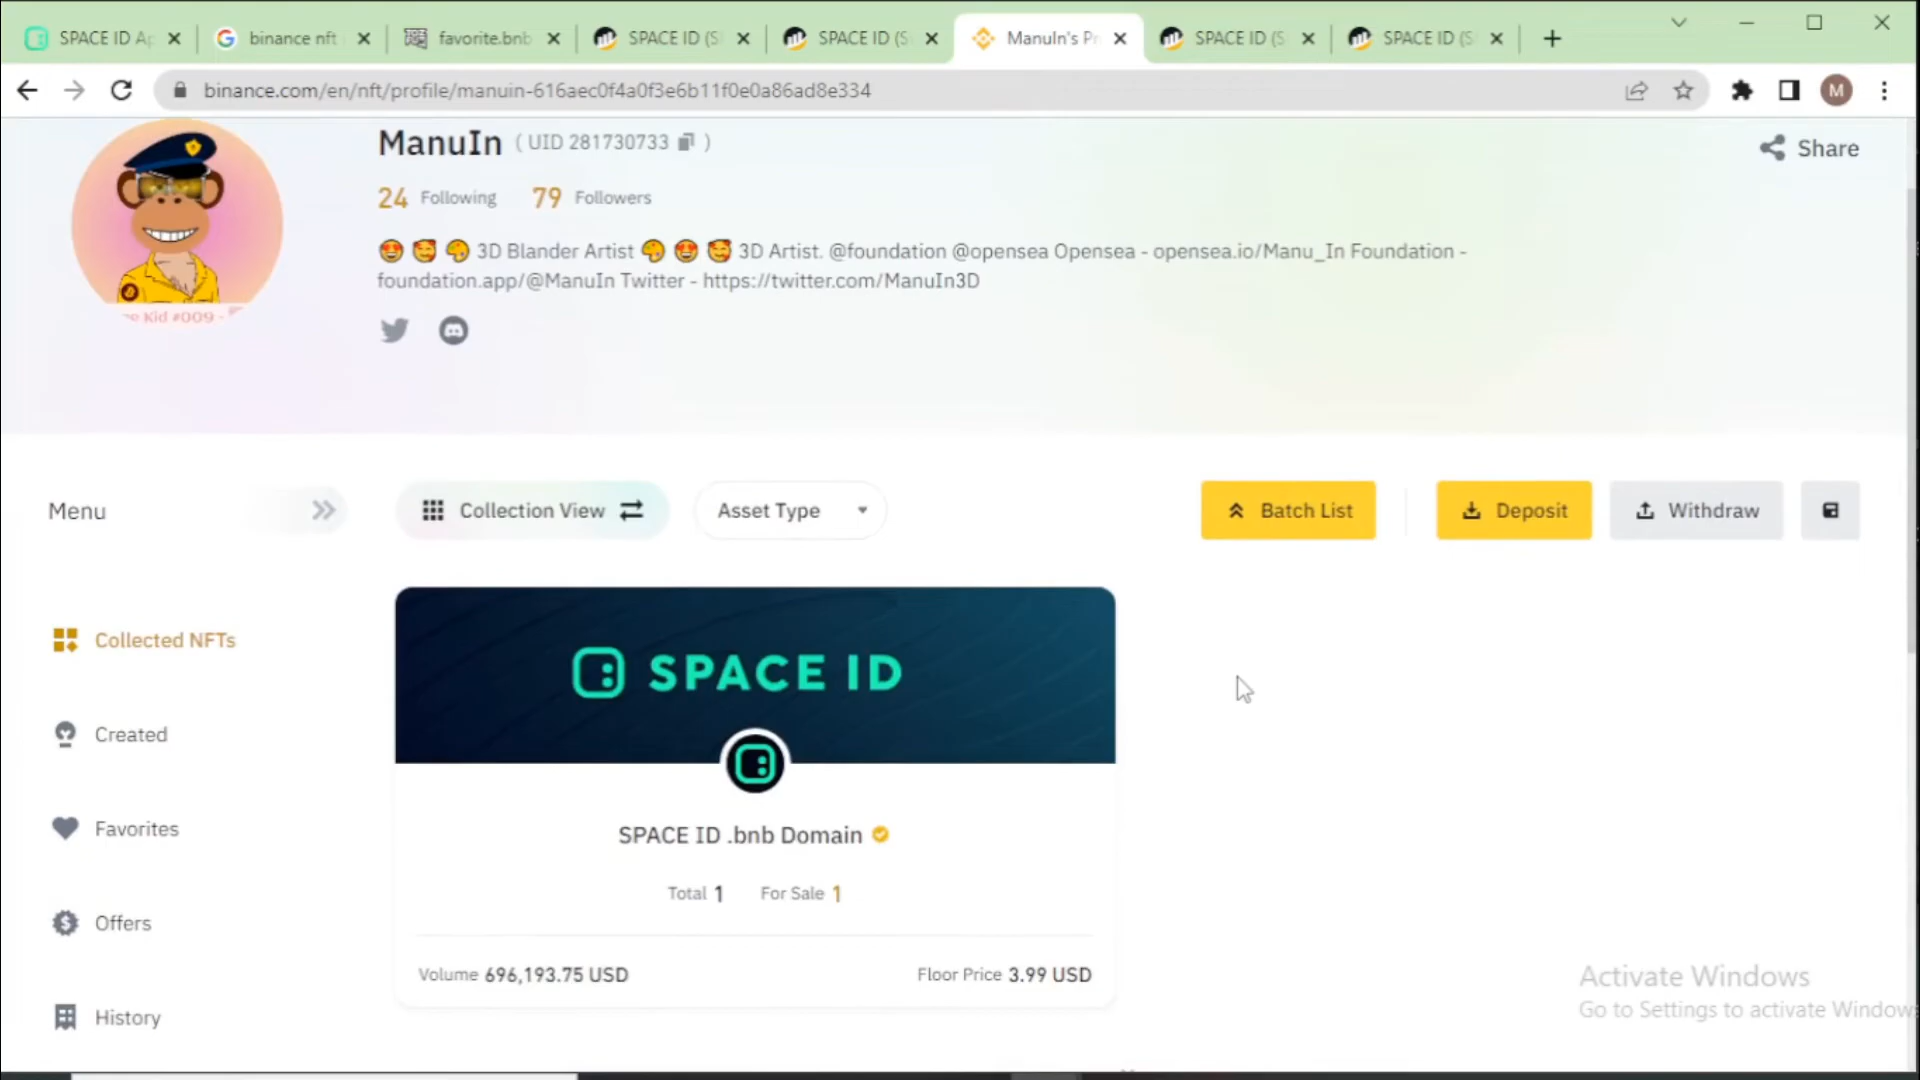 SPACE ID Ap
binance nft
favorite.bnb
SPACE ID (S
SPACE ID (S
ManuIn's Pr
SPACE ID (S
SPACE ID (S
binance.com/en/nft/profile/manuin-616aec0f4a0f3e6b11f0e0a86ad8e334
M
ManuIn ( UID 281730733 )
Share
24 Following 79 Followers
3D Blander Artist 3D Artist. @foundation @opensea Opensea - opensea.io/Manu_In Foundation -
foundation.app/@ManuIn Twitter - https://twitter.com/ManuIn3D
Kid #009 -
Menu
Collection View
Asset Type
Batch List
Deposit
Withdraw
Collected NFTs
Created
Favorites
Offers
History
SPACE ID
SPACE ID .bnb Domain
Total 1 For Sale 1
Volume 696,193.75 USD
Floor Price 3.99 USD
Activate Windows
Go to Settings to activate Windows